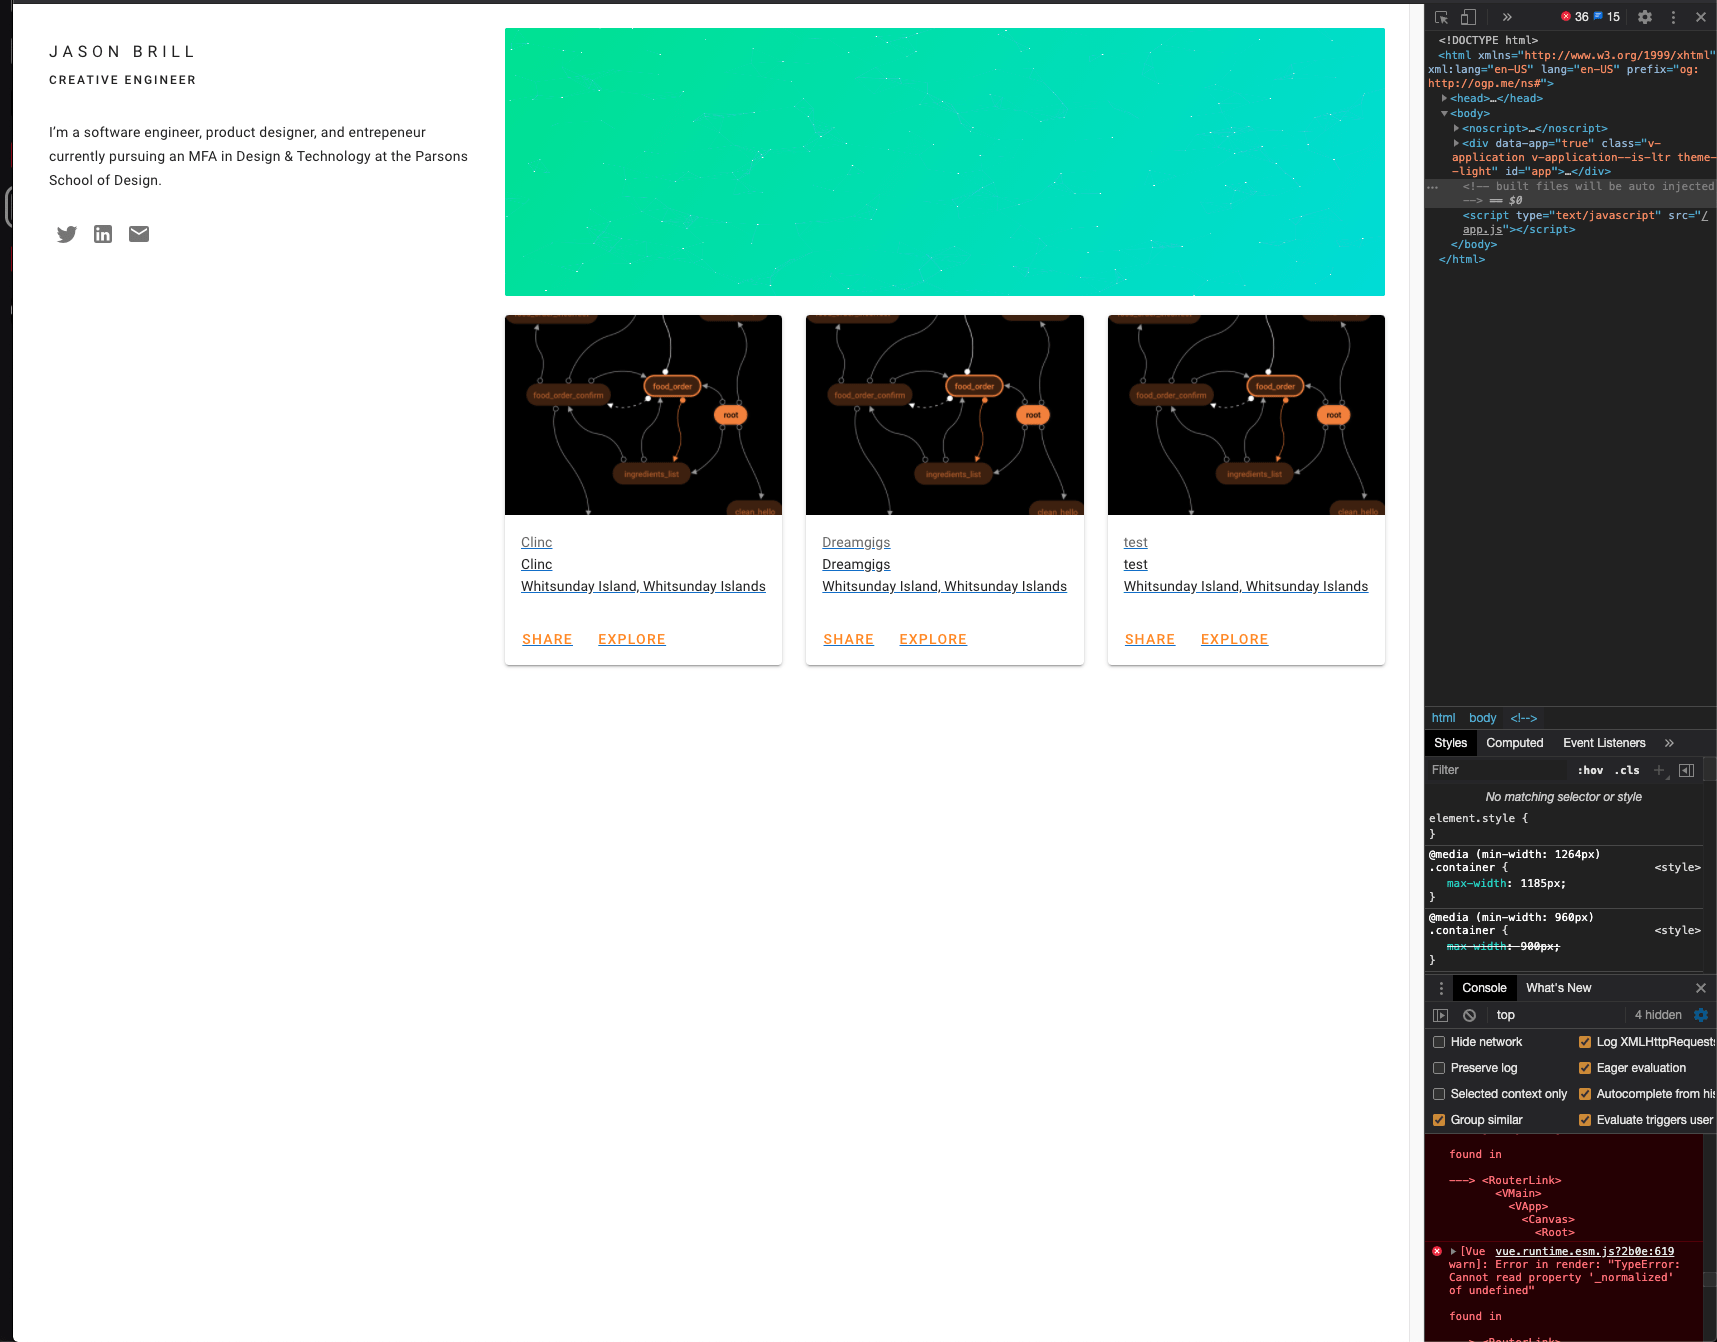 JASON BRILL
CREATIVE ENGINEER
I'm a software engineer, product designer, and entrepeneur
currently pursuing an MFA in Design & Technology at the Parsons
School of Design.
food_order_confirm
food_order
root
ingredients_list
clean_hello
food_order_confirm
food_order
root
ingredients_list
clean_hello
food_order_confirm
food_order
root
ingredients_list
clean_hello
Clinc
Clinc
Whitsunday Island, Whitsunday Islands
SHARE EXPLORE
Dreamgigs
Dreamgigs
Whitsunday Island, Whitsunday Islands
SHARE EXPLORE
test
test
Whitsunday Island, Whitsunday Islands
SHARE EXPLORE
36 15
<!DOCTYPE html>
<html xmlns="http://www.w3.org/1999/xhtml"
xml:lang="en-US" lang="en-US" prefix="og:
http://ogp.me/ns#">
<head>…</head>
<body>
<noscript>…</noscript>
<div data-app="true" class="v-
application v-application--is-ltr theme-
-light" id="app">…</div>
<!-- built files will be auto injected
--> == $0
<script type="text/javascript" src="/
app.js"></script>
</body>
</html>
html body <!-->
Styles Computed Event Listeners
Filter :hov .cls
No matching selector or style
element.style {
}
@media (min-width: 1264px)
.container { <style>
max-width: 1185px;
}
@media (min-width: 960px)
.container { <style>
max-width: 900px;
}
Console What's New
top 4 hidden
Hide network Log XMLHttpRequests
Preserve log Eager evaluation
Selected context only Autocomplete from his
Group similar Evaluate triggers user
found in
---> <RouterLink>
<VMain>
<VApp>
<Canvas>
<Root>
[Vue vue.runtime.esm.js?2b0e:619
warn]: Error in render: "TypeError:
Cannot read property '_normalized'
of undefined"
found in